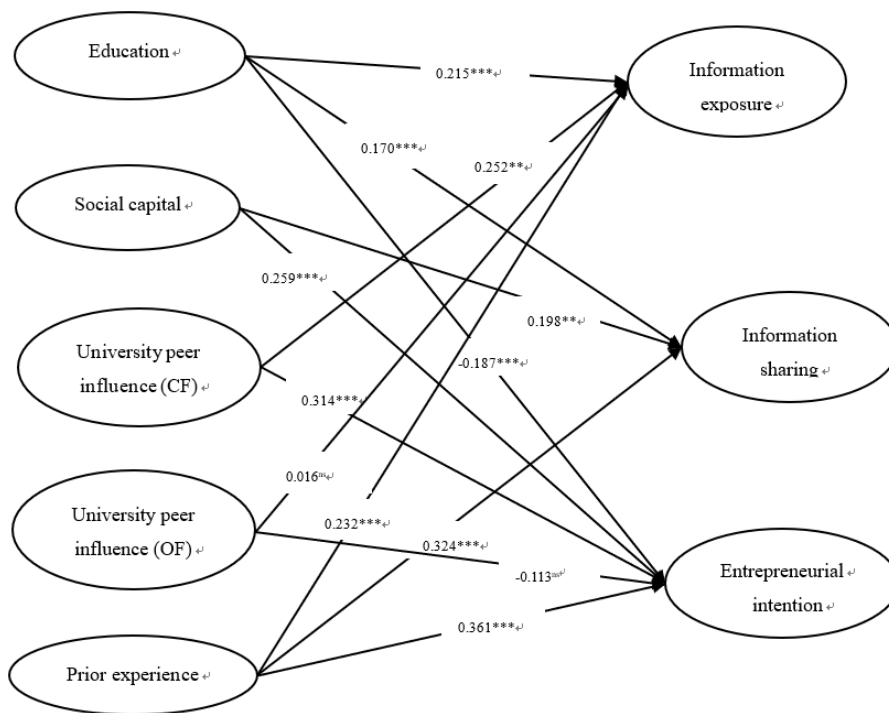 Education
Information
exposure
0.215***
0.170***
0.252**
Social capital
0.259***
0.198**
University peer
influence (CF)
Information
sharing
-0.187***
0.314***
0.016ns
University peer
influence (OF)
0.232***
0.324***
-0.113ns
Entrepreneurial
intention
0.361***
Prior experience